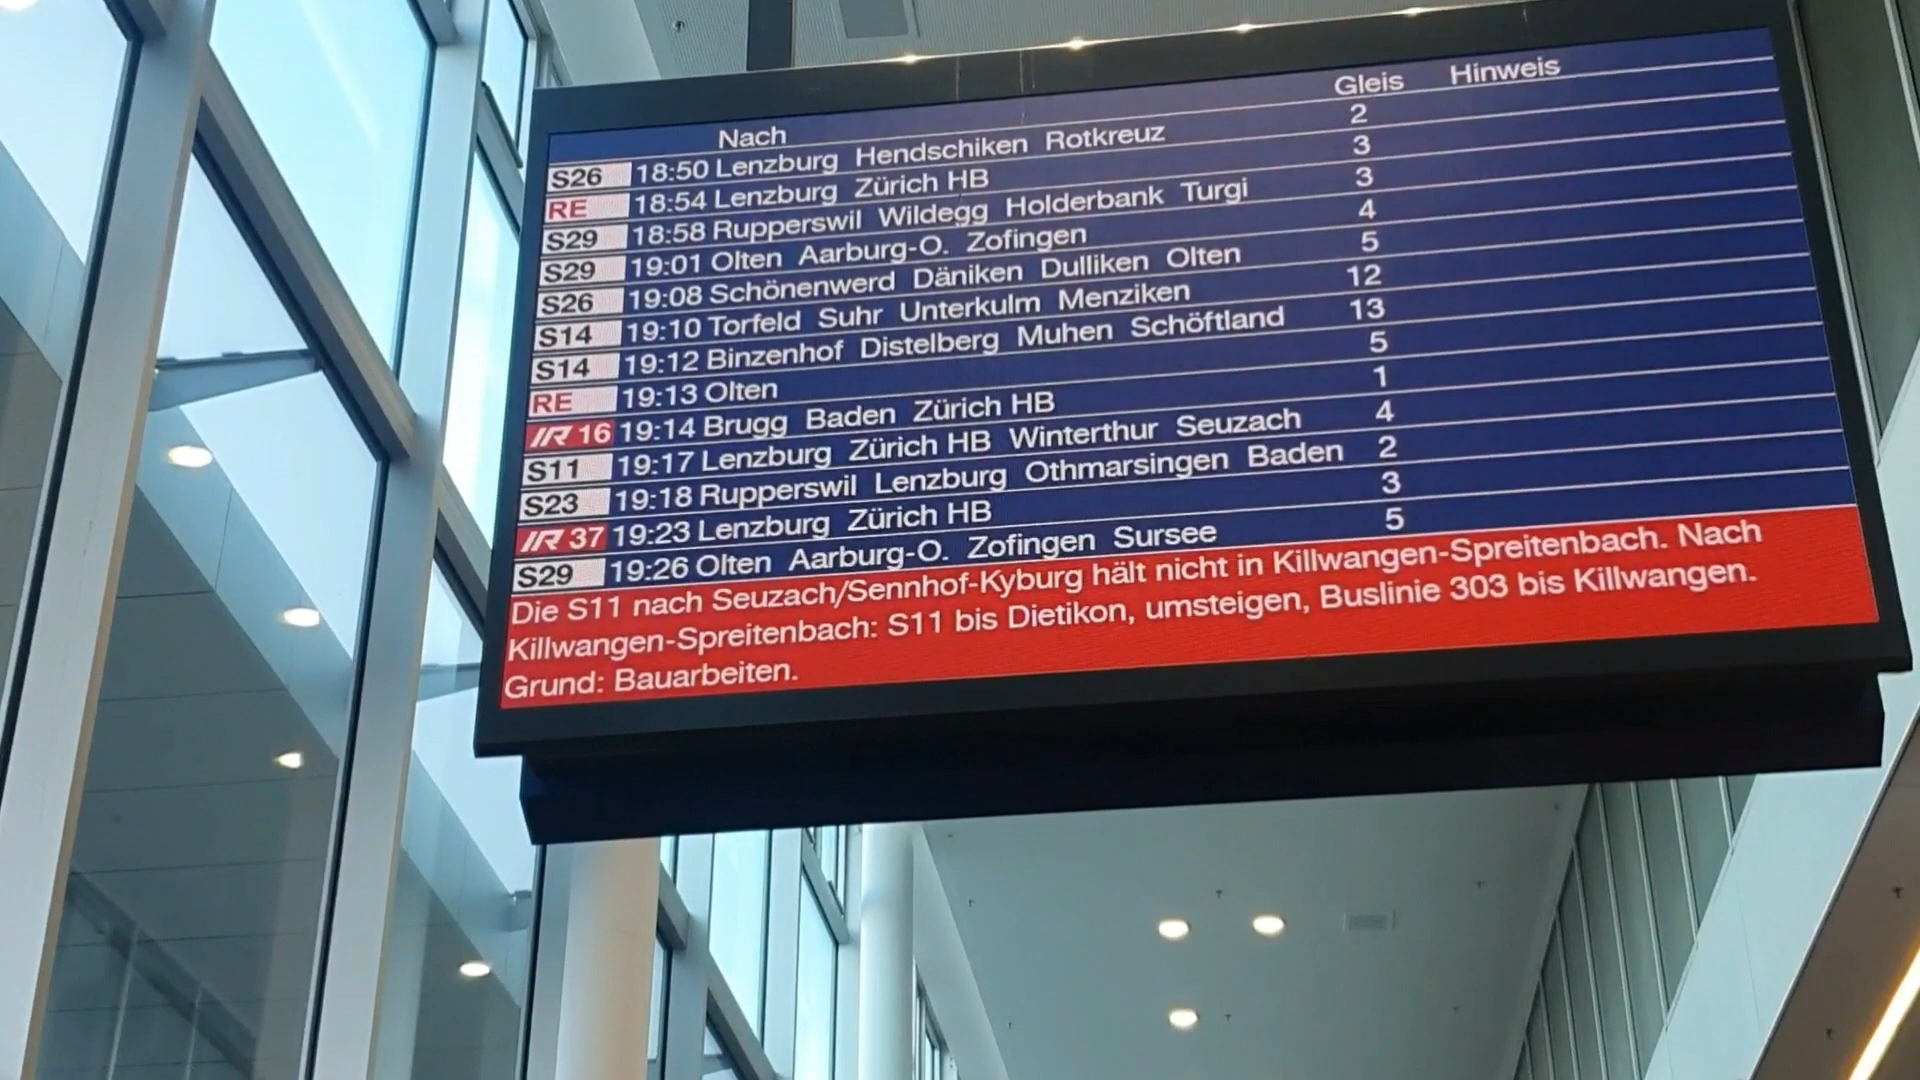 Nach Gleis Hinweis
S26 18:50 Lenzburg Hendschiken Rotkreuz 2
RE 18:54 Lenzburg Zürich HB 3
S29 18:58 Rupperswil Wildegg Holderbank Turgi 3
S29 19:01 Olten Aarburg-O. Zofingen 4
S26 19:08 Schönenwerd Däniken Dulliken Olten 5
S14 19:10 Torfeld Suhr Unterkulm Menziken 12
S14 19:12 Binzenhof Distelberg Muhen Schöftland 13
RE 19:13 Olten 5
IR 16 19:14 Brugg Baden Zürich HB 1
S11 19:17 Lenzburg Zürich HB Winterthur Seuzach 4
S23 19:18 Rupperswil Lenzburg Othmarsingen Baden 2
IR 37 19:23 Lenzburg Zürich HB 3
S29 19:26 Olten Aarburg-O. Zofingen Sursee 5
Die S11 nach Seuzach/Sennhof-Kyburg hält nicht in Killwangen-Spreitenbach. Nach
Killwangen-Spreitenbach: S11 bis Dietikon, umsteigen, Buslinie 303 bis Killwangen.
Grund: Bauarbeiten.